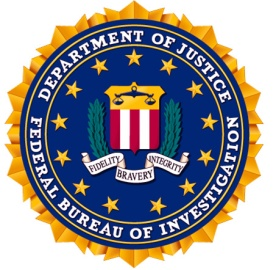 DEPARTMENT OF JUSTICE
FIDELITY
BRAVERY
INTEGRITY
FEDERAL BUREAU OF INVESTIGATION